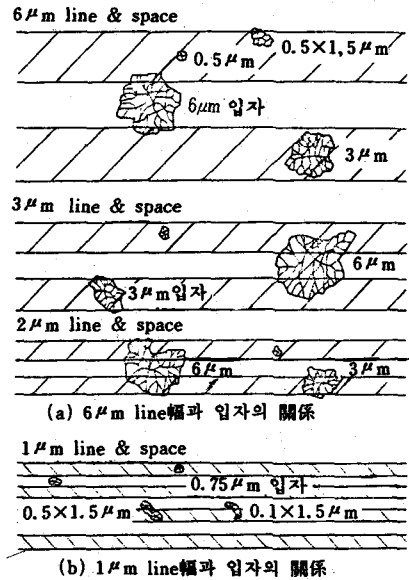 6μm line & space
0.5μm
0.5×1,5μm
6μm 입자
3μm
3μm line & space
6μm
3μm입자
2μm line & space
6μm
3μm
(a) 6μm line幅과 입자의 關係
1μm line & space
0.75μm 입자
0.5×1.5μm
0.1×1.5μm
(b) 1μm line幅과 입자의 關係